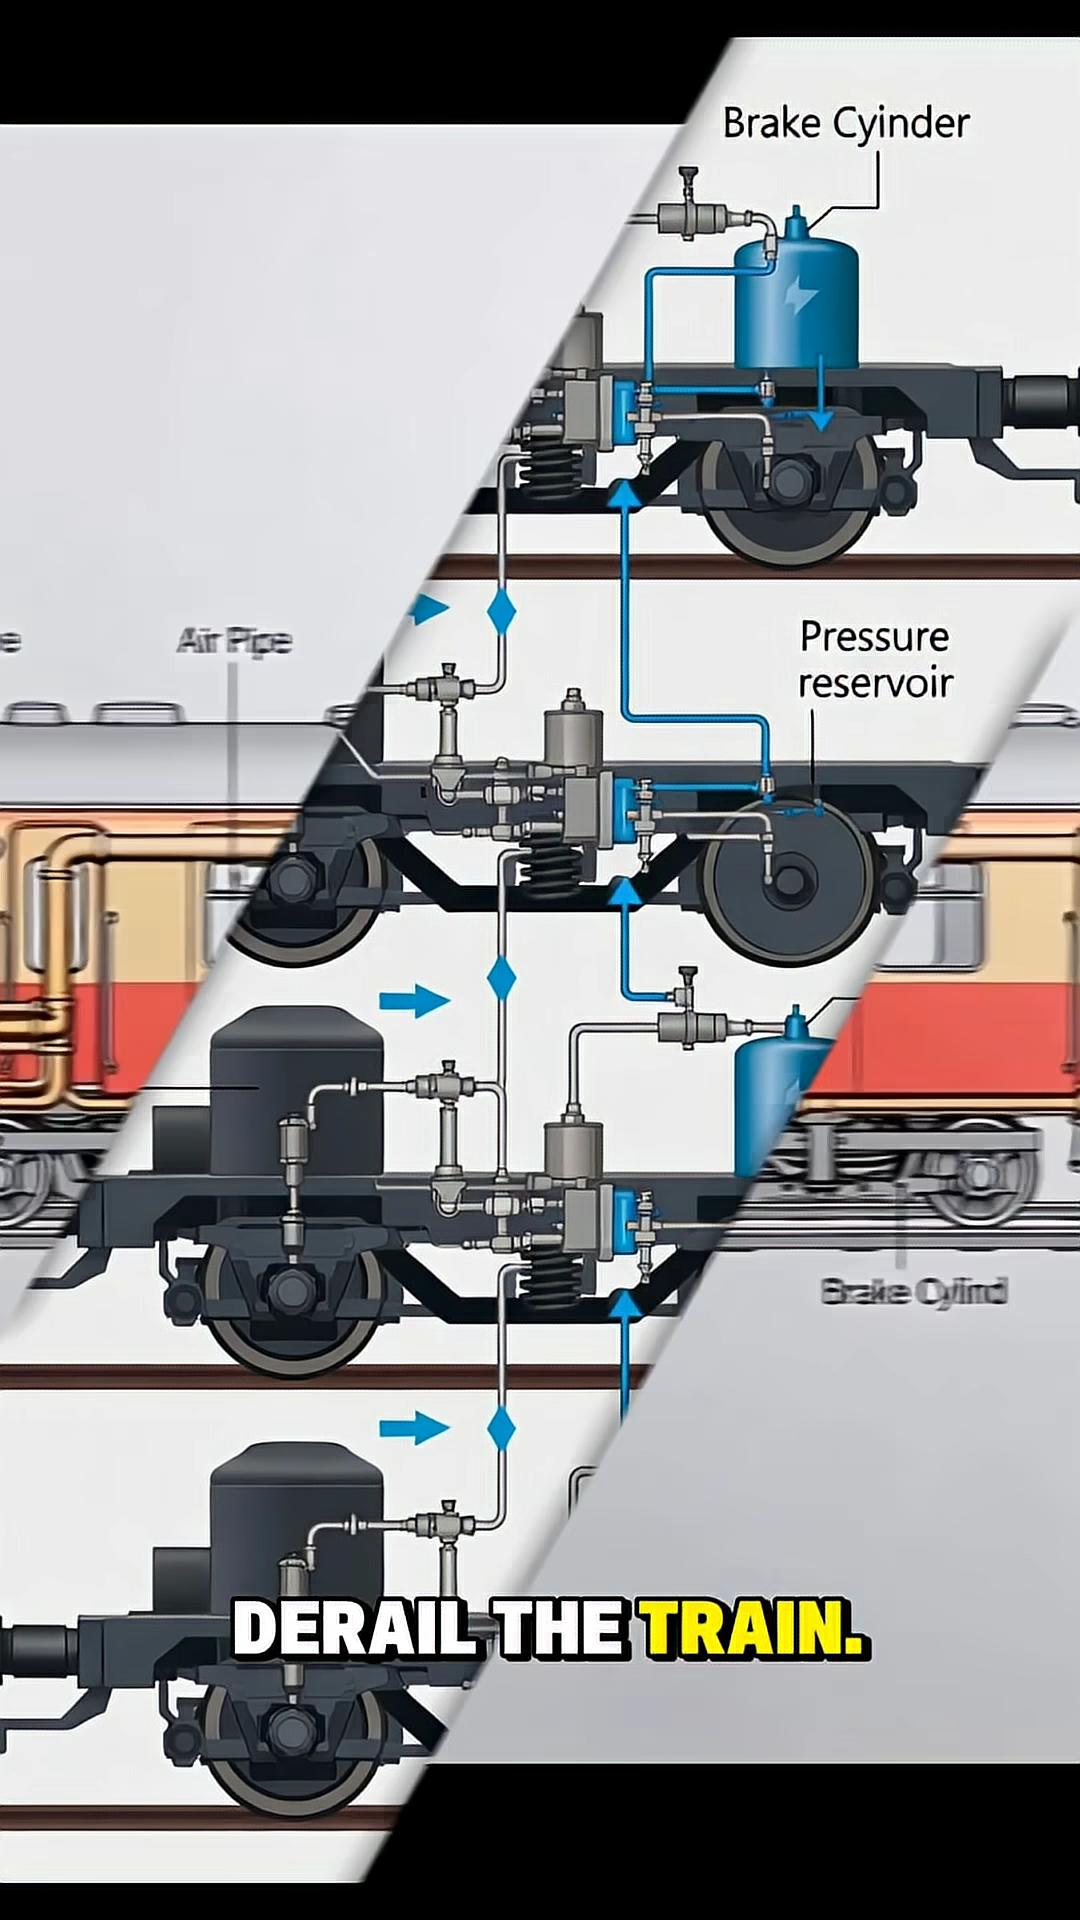 Brake Cyinder
Pressure
reservoir
Air Pipe
Brake Cylind
DERAIL THE TRAIN.